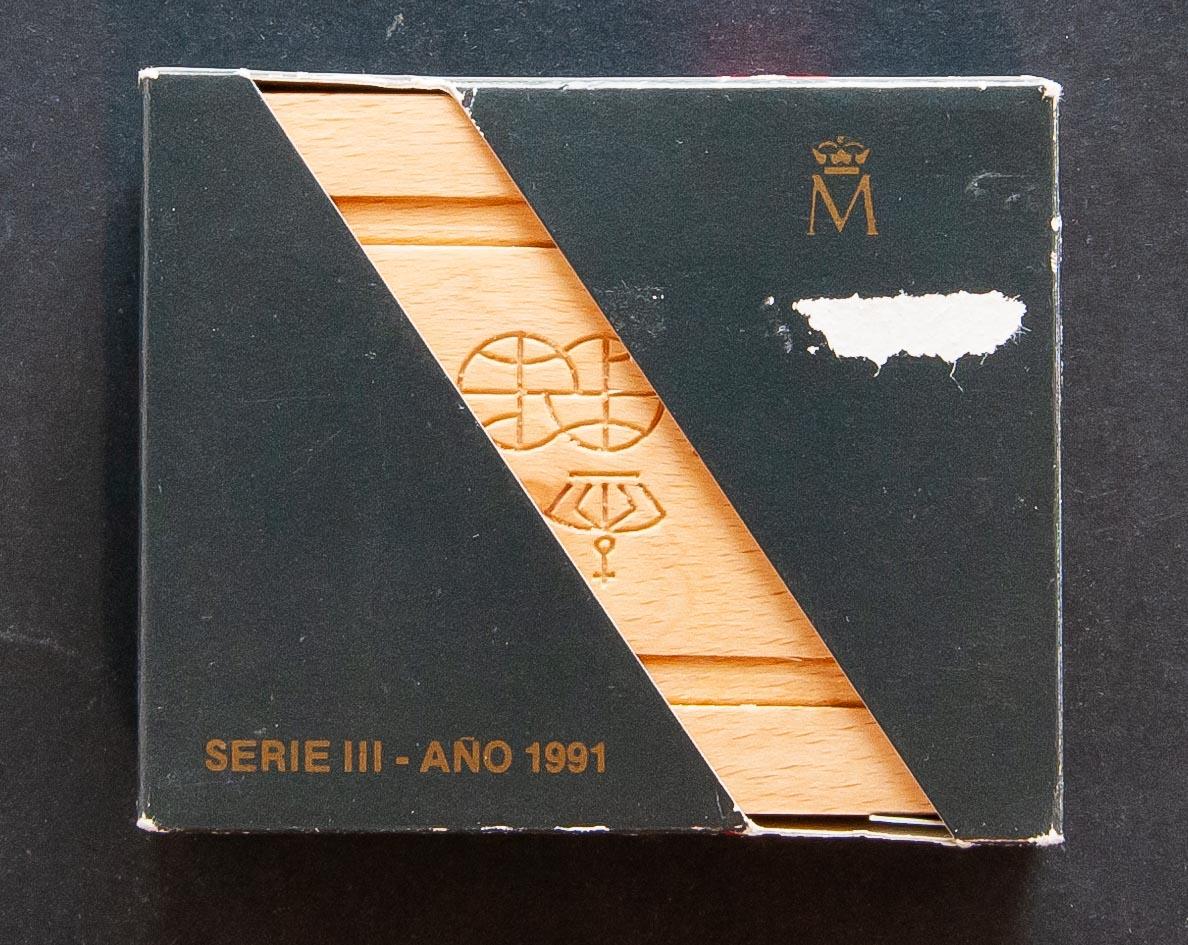 M
SERIE III - AÑO 1991